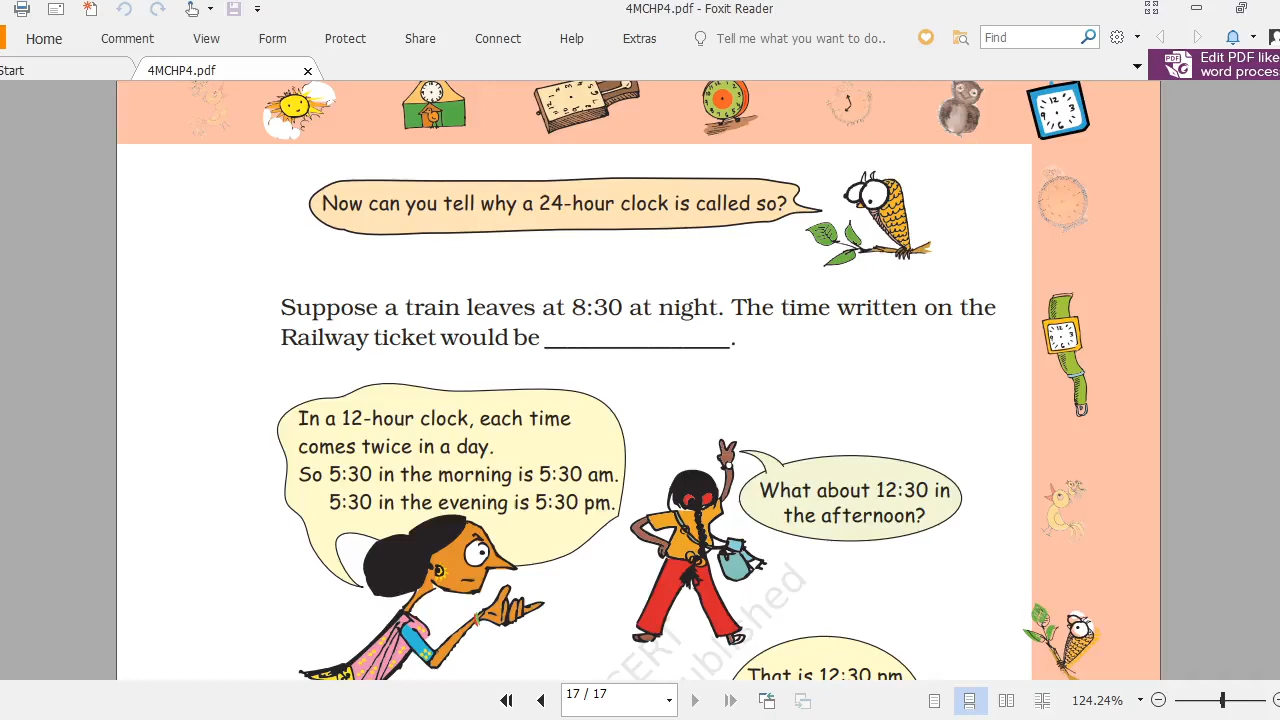 4MCHP4.pdf - Foxit Reader
Home Comment View Form Protect Share Connect Help Extras Tell me what you want to do.. Find
Start 4MCHP4.pdf Edit PDF like
word proces
Now can you tell why a 24-hour clock is called so?
Suppose a train leaves at 8:30 at night. The time written on the
Railway ticket would be _______________.
In a 12-hour clock, each time
comes twice in a day.
So 5:30 in the morning is 5:30 am.
5:30 in the evening is 5:30 pm.
What about 12:30 in
the afternoon?
That is 12:30 pm
17 / 17 124.24%